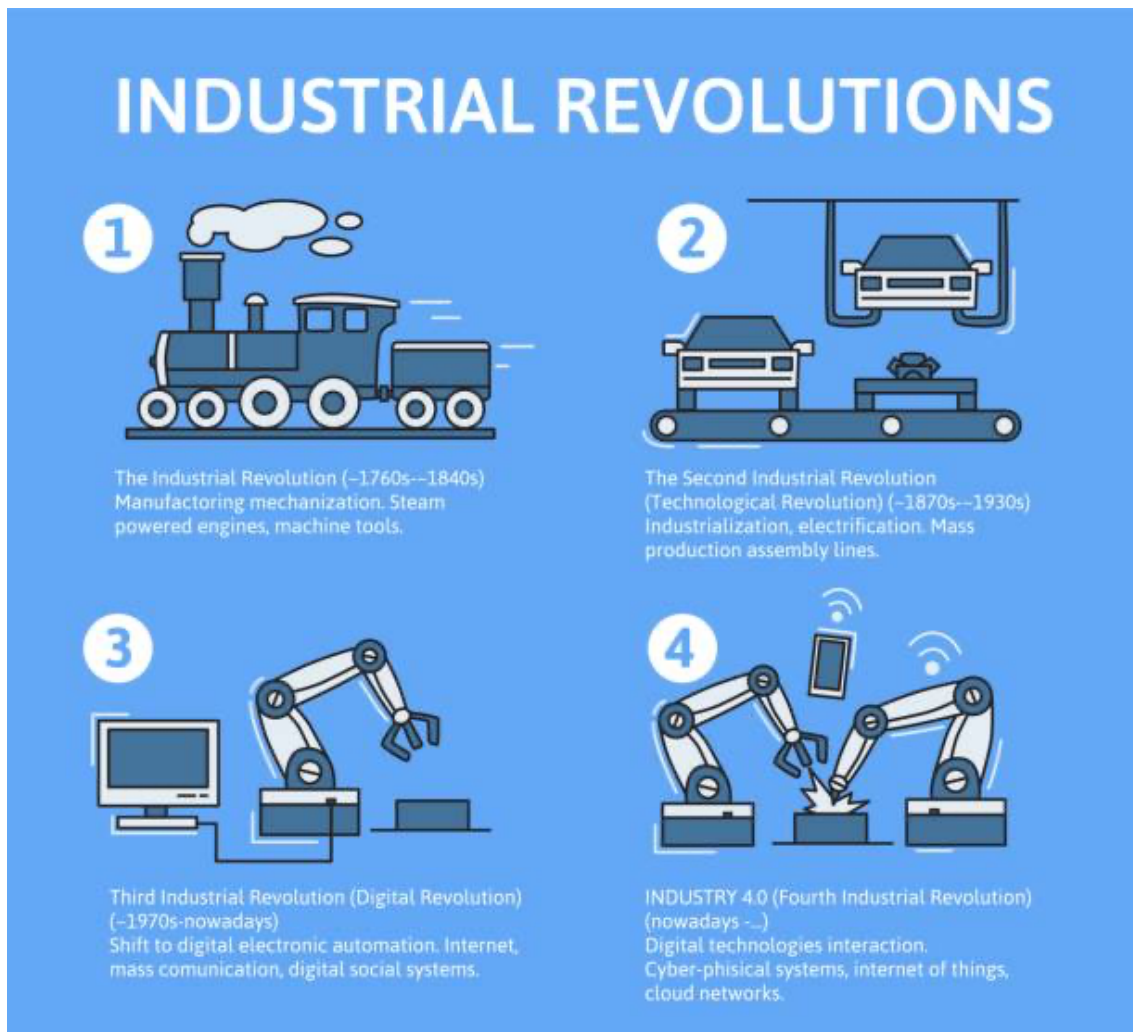 INDUSTRIAL REVOLUTIONS
1
The Industrial Revolution (~1760s-~1840s)
Manufactoring mechanization. Steam
powered engines, machine tools.
2
The Second Industrial Revolution
(Technological Revolution) (~1870s-~1930s)
Industrialization, electrification. Mass
production assembly lines.
3
Third Industrial Revolution (Digital Revolution)
(~1970s-nowadays)
Shift to digital electronic automation. Internet,
mass comunication, digital social systems.
4
INDUSTRY 4.0 (Fourth Industrial Revolution)
(nowadays -...)
Digital technologies interaction.
Cyber-phisical systems, internet of things,
cloud networks.